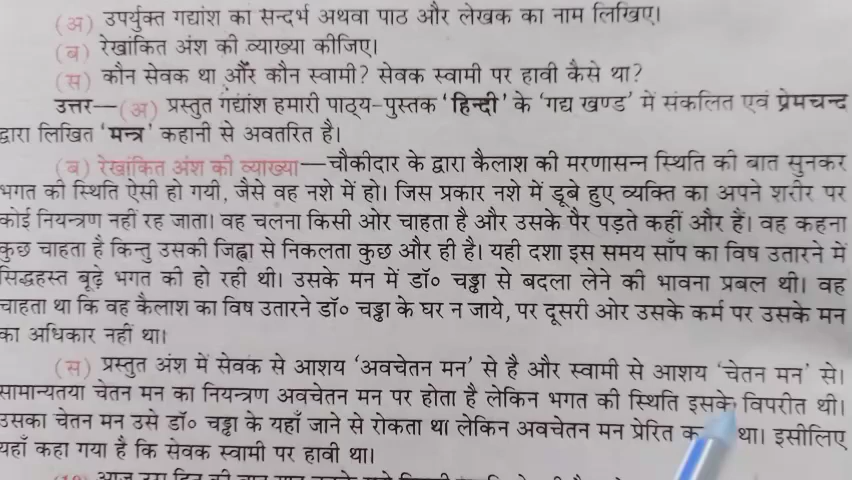 (अ) उपर्युक्त गद्यांश का सन्दर्भ अथवा पाठ और लेखक का नाम लिखिए।
(ब) रेखांकित अंश की व्याख्या कीजिए।
(स) कौन सेवक था और कौन स्वामी? सेवक स्वामी पर हावी कैसे था?
उत्तर—(अ) प्रस्तुत गद्यांश हमारी पाठ्य-पुस्तक 'हिन्दी' के 'गद्य खण्ड' में संकलित एवं प्रेमचन्द
द्वारा लिखित 'मन्त्र' कहानी से अवतरित है।
(ब) रेखांकित अंश की व्याख्या—चौकीदार के द्वारा कैलाश की मरणासन्न स्थिति की बात सुनकर
भगत की स्थिति ऐसी हो गयी, जैसे वह नशे में हो। जिस प्रकार नशे में डूबे हुए व्यक्ति का अपने शरीर पर
कोई नियन्त्रण नहीं रह जाता। वह चलना किसी ओर चाहता है और उसके पैर पड़ते कहीं और हैं। वह कहना
कुछ चाहता है किन्तु उसकी जिह्वा से निकलता कुछ और ही है। यही दशा इस समय साँप का विष उतारने में
सिद्धहस्त बूढ़े भगत की हो रही थी। उसके मन में डॉ० चड्ढा से बदला लेने की भावना प्रबल थी। वह
चाहता था कि वह कैलाश का विष उतारने डॉ० चड्ढा के घर न जाये, पर दूसरी ओर उसके कर्म पर उसके मन
का अधिकार नहीं था।
(स) प्रस्तुत अंश में सेवक से आशय 'अवचेतन मन' से है और स्वामी से आशय 'चेतन मन' से।
सामान्यतया चेतन मन का नियन्त्रण अवचेतन मन पर होता है लेकिन भगत की स्थिति इसके विपरीत थी।
उसका चेतन मन उसे डॉ० चड्ढा के यहाँ जाने से रोकता था लेकिन अवचेतन मन प्रेरित क था। इसीलिए
यहाँ कहा गया है कि सेवक स्वामी पर हावी था।